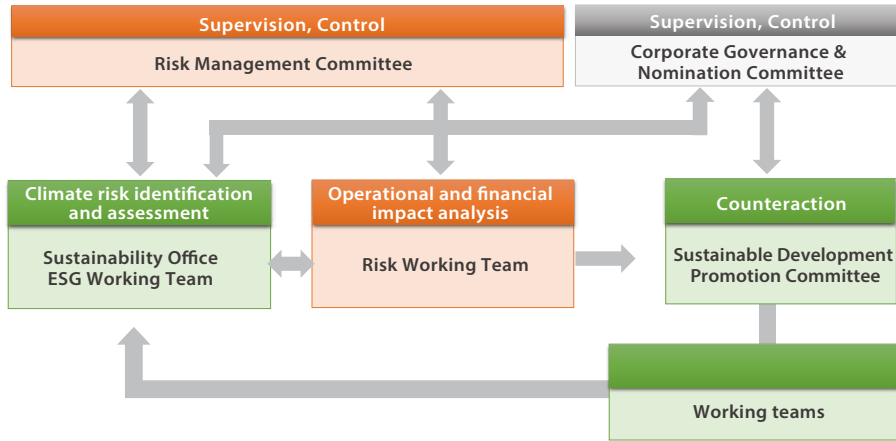 Supervision, Control
Risk Management Committee
Supervision, Control
Corporate Governance &
Nomination Committee
Climate risk identification
and assessment
Sustainability Office
ESG Working Team
Operational and financial
impact analysis
Risk Working Team
Counteraction
Sustainable Development
Promotion Committee
Working teams